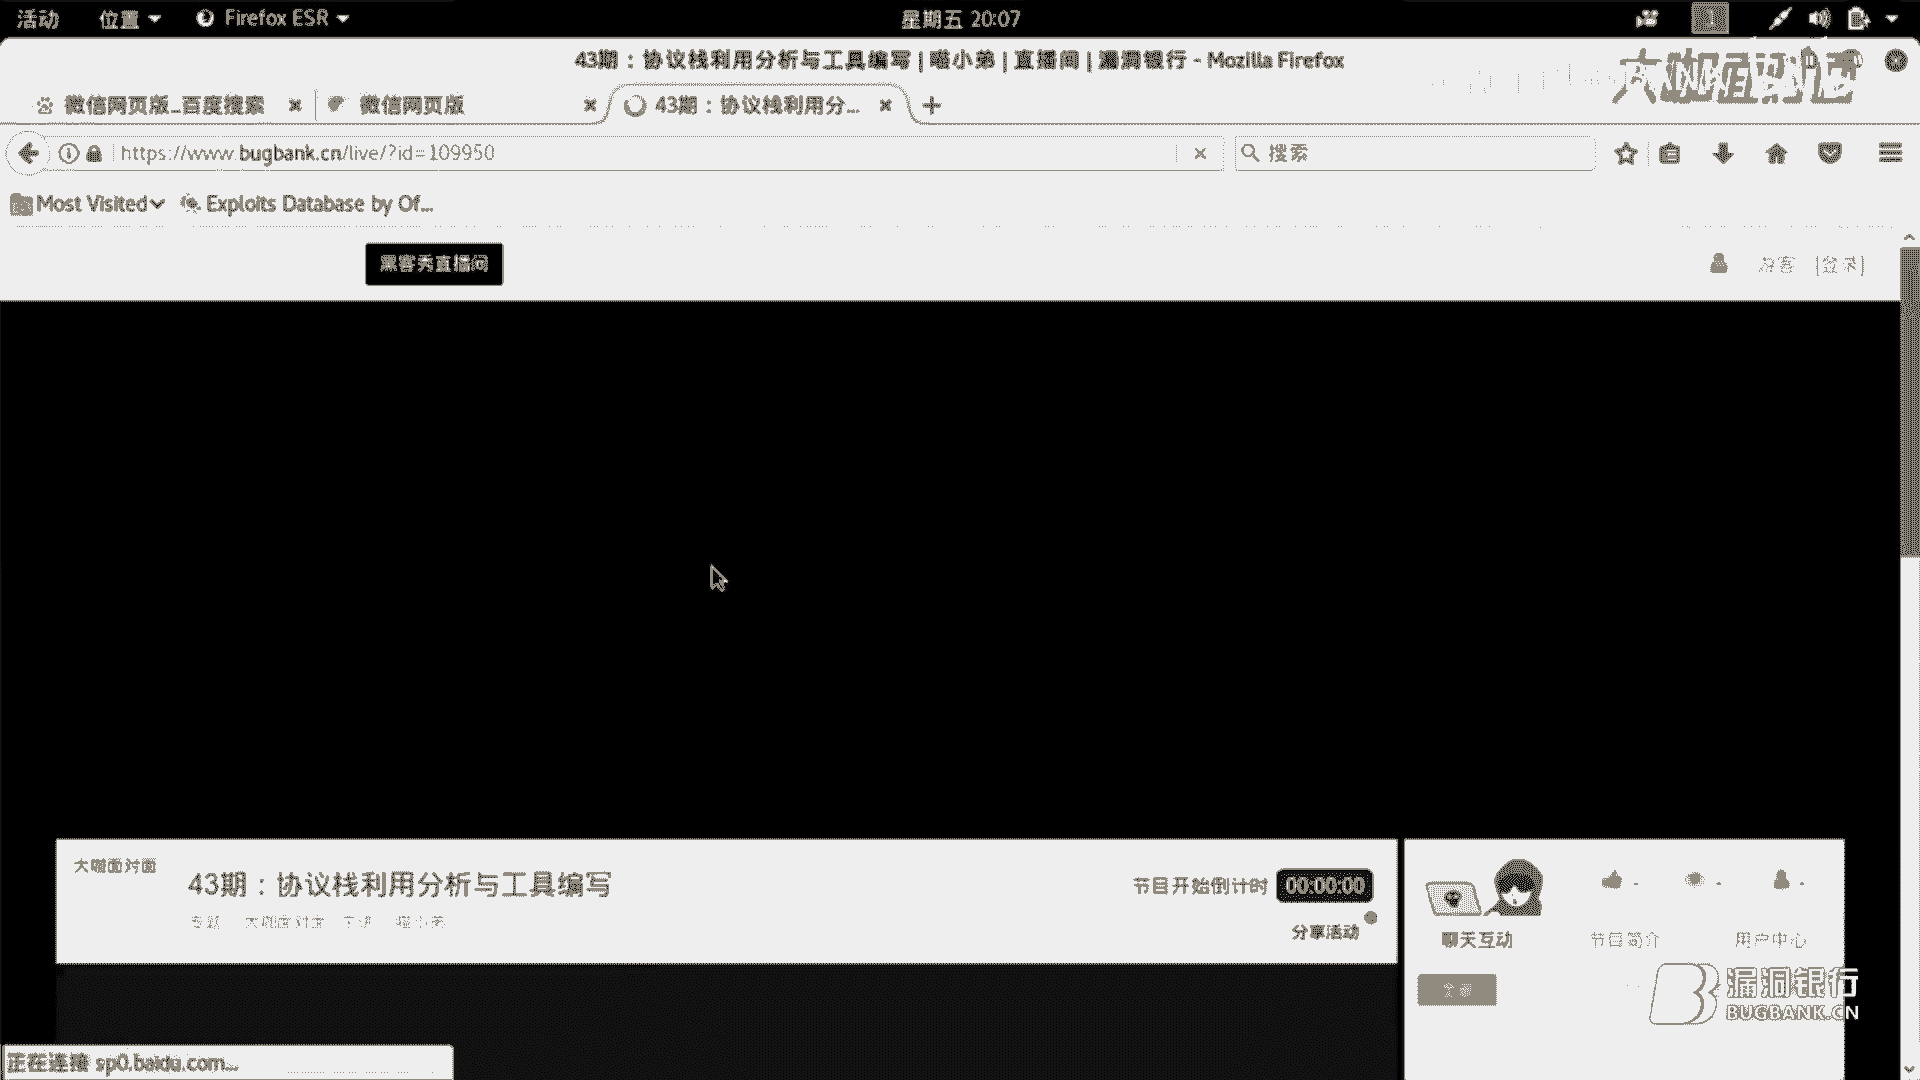 活动 位置 Firefox ESR 星期五 20:07 1
43期：协议栈利用分析与工具编写 | 喵小弟 | 直播间 | 漏洞银行 - Mozilla Firefox
微信网页版_百度搜索 微信网页版 43期：协议栈利用分...
https://www.bugbank.cn/live/?id=109950 搜索
Most Visited Exploits Database by Of...
黑客秀直播间 游客 [登录]
大咖面对面
43期：协议栈利用分析与工具编写
节目开始倒计时 00:00:00
专题 大咖面对面 主讲 喵小弟
分享活动
聊天互动 节目简介 用户中心
全部
漏洞银行
BUGBANK.CN
正在连接 sp0.baidu.com...